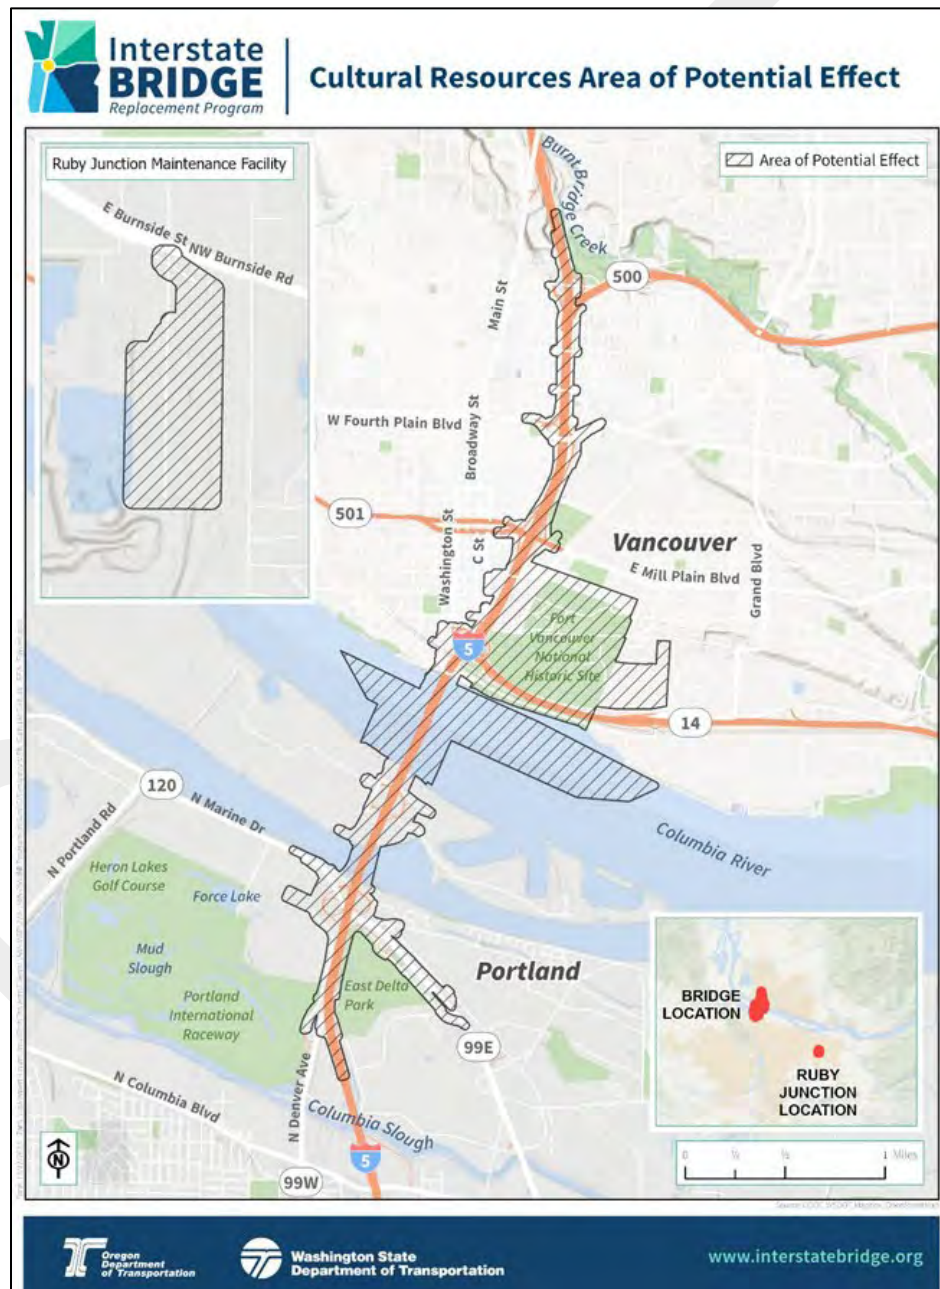 Interstate
BRIDGE
Replacement Program
Cultural Resources Area of Potential Effect
Ruby Junction Maintenance Facility
E Burnside St
NW Burnside Rd
Area of Potential Effect
Burnt Bridge Creek
500
Main St
W Fourth Plain Blvd
Broadway St
501
Washington St
C St
Vancouver
E Mill Plain Blvd
Grand Blvd
Fort
Vancouver
National
Historic Site
5
14
120
N Marine Dr
N Portland Rd
Columbia River
Heron Lakes
Golf Course
Force Lake
Mud
Slough
Portland
International
Raceway
East Delta
Park
Portland
99E
N Denver Ave
N Columbia Blvd
Columbia Slough
5
99W
N
BRIDGE
LOCATION
RUBY
JUNCTION
LOCATION
0 ¼ ½ 1 Miles
Oregon
Department
of Transportation
Washington State
Department of Transportation
www.interstatebridge.org